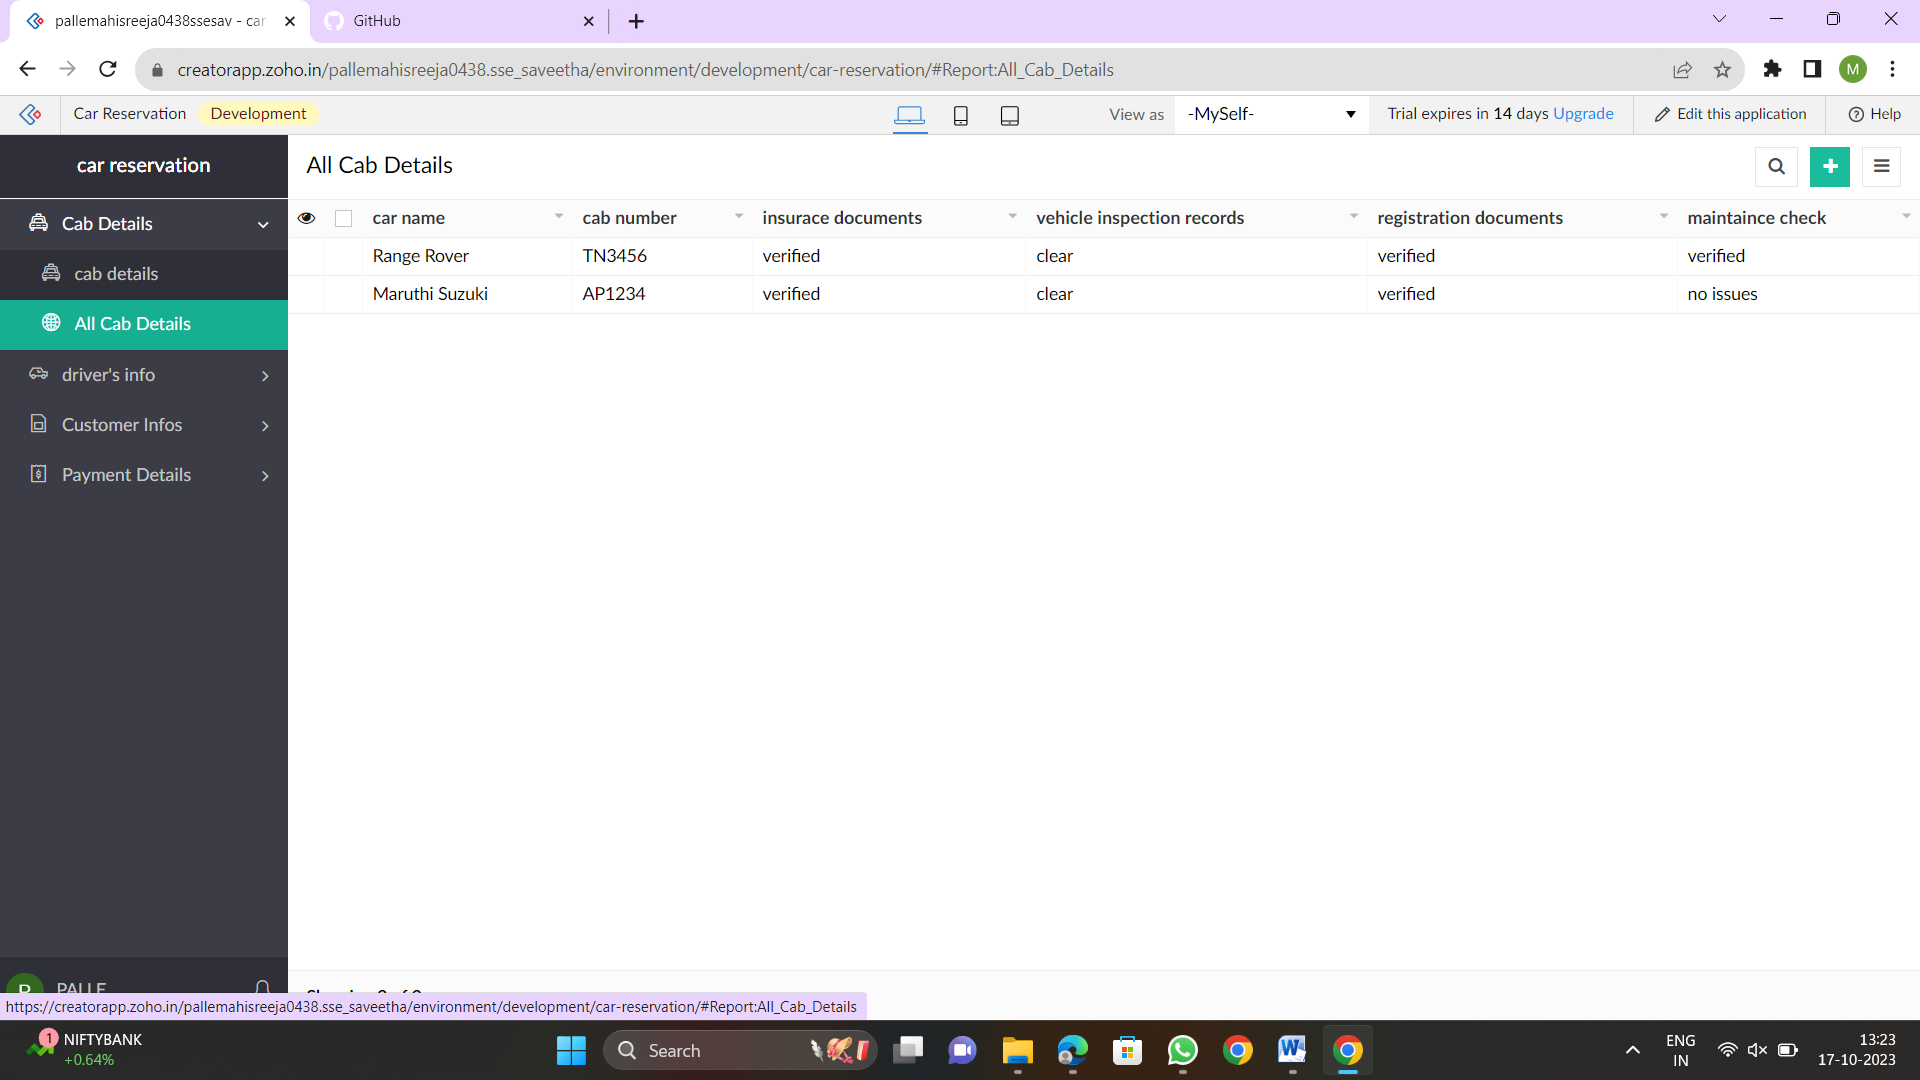 pallemahisreeja0438ssesav - car
GitHub
creatorapp.zoho.in/pallemahisreeja0438.sse_saveetha/environment/development/car-reservation/#Report:All_Cab_Details
M
Car Reservation Development View as -MySelf- Trial expires in 14 days Upgrade Edit this application Help
car reservation
Cab Details
cab details
All Cab Details
driver's info
Customer Infos
Payment Details
All Cab Details
car name cab number insurace documents vehicle inspection records registration documents maintaince check
Range Rover TN3456 verified clear verified verified
Maruthi Suzuki AP1234 verified clear verified no issues
PALLE
https://creatorapp.zoho.in/pallemahisreeja0438.sse_saveetha/environment/development/car-reservation/#Report:All_Cab_Details
1 NIFTYBANK
+0.64%
Search
ENG
IN
13:23
17-10-2023